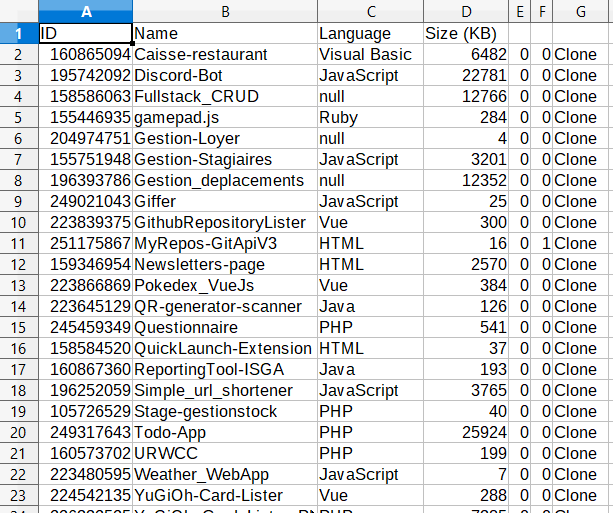 A B C D E F G
1 ID Name Language Size (KB)
2 160865094 Caisse-restaurant Visual Basic 6482 0 0 Clone
3 195742092 Discord-Bot JavaScript 22781 0 0 Clone
4 158586063 Fullstack_CRUD null 12766 0 0 Clone
5 155446935 gamepad.js Ruby 284 0 0 Clone
6 204974751 Gestion-Loyer null 4 0 0 Clone
7 155751948 Gestion-Stagiaires JavaScript 3201 0 0 Clone
8 196393786 Gestion_deplacements null 12352 0 0 Clone
9 249021043 Giffer JavaScript 25 0 0 Clone
10 223839375 GithubRepositoryLister Vue 300 0 0 Clone
11 251175867 MyRepos-GitApiV3 HTML 16 0 1 Clone
12 159346954 Newsletters-page HTML 2570 0 0 Clone
13 223866869 Pokedex_VueJs Vue 384 0 0 Clone
14 223645129 QR-generator-scanner Java 126 0 0 Clone
15 245459349 Questionnaire PHP 541 0 0 Clone
16 158584520 QuickLaunch-Extension HTML 37 0 0 Clone
17 160867360 ReportingTool-ISGA Java 193 0 0 Clone
18 196252059 Simple_url_shortener JavaScript 3765 0 0 Clone
19 105726529 Stage-gestionstock PHP 40 0 0 Clone
20 249317643 Todo-App PHP 25924 0 0 Clone
21 160573702 URWCC PHP 199 0 0 Clone
22 223480595 Weather_WebApp JavaScript 7 0 0 Clone
23 224542135 YuGiOh-Card-Lister Vue 288 0 0 Clone